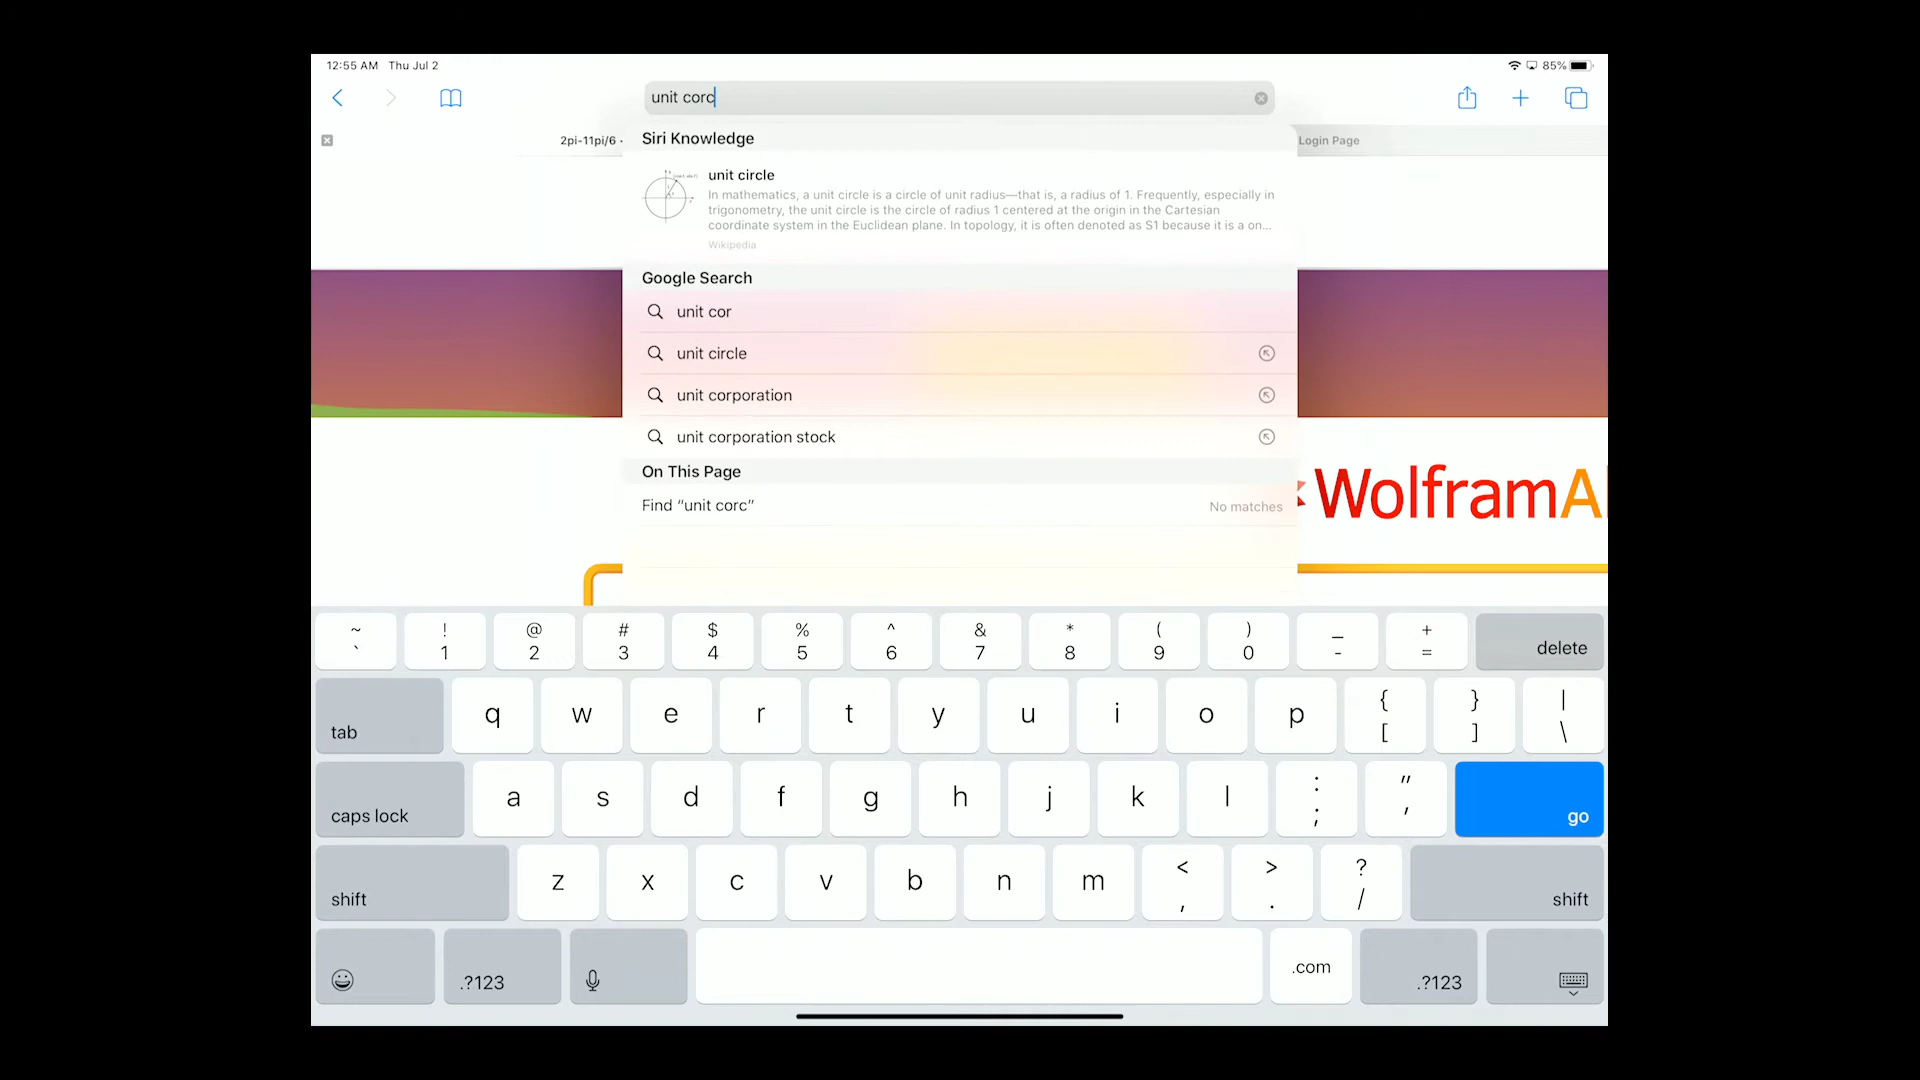 12:55 AM Thu Jul 2
85%
unit corc
2pi-11pi/6 -
Login Page
Siri Knowledge
unit circle
In mathematics, a unit circle is a circle of unit radius—that is, a radius of 1. Frequently, especially in
trigonometry, the unit circle is the circle of radius 1 centered at the origin in the Cartesian
coordinate system in the Euclidean plane. In topology, it is often denoted as S1 because it is a on...
Wikipedia
Google Search
unit cor
unit circle
unit corporation
unit corporation stock
On This Page
Find “unit corc”
No matches
WolframA
~ ! @ # $ % ^ & * ( ) _ +
` 1 2 3 4 5 6 7 8 9 0 - = delete
tab q w e r t y u i o p { [ } ] | \
caps lock a s d f g h j k l : ; " ' go
shift z x c v b n m < , > . ? / shift
.?123 .com .?123